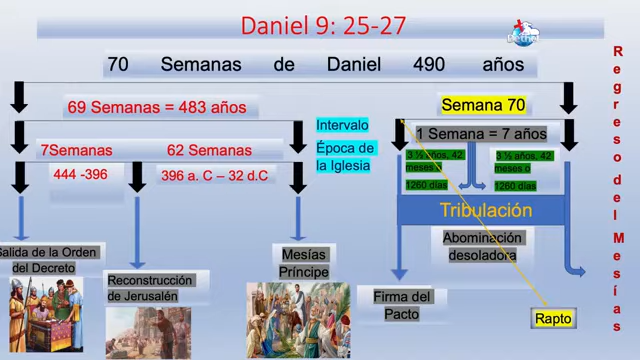 Daniel 9: 25-27
Bethel
70 Semanas de Daniel 490 años
69 Semanas = 483 años
Semana 70
Intervalo
Época de
la Iglesia
1 Semana = 7 años
7Semanas
62 Semanas
3 ½ años, 42
meses o
1260 días
3 ½ años, 42
meses o
1260 días
444 -396
396 a. C – 32 d.C
Tribulación
Abominación
desoladora
Salida de la Orden
del Decreto
Reconstrucción
de Jerusalén
Mesías
Príncipe
Firma del
Pacto
Rapto
Regreso del Mesías